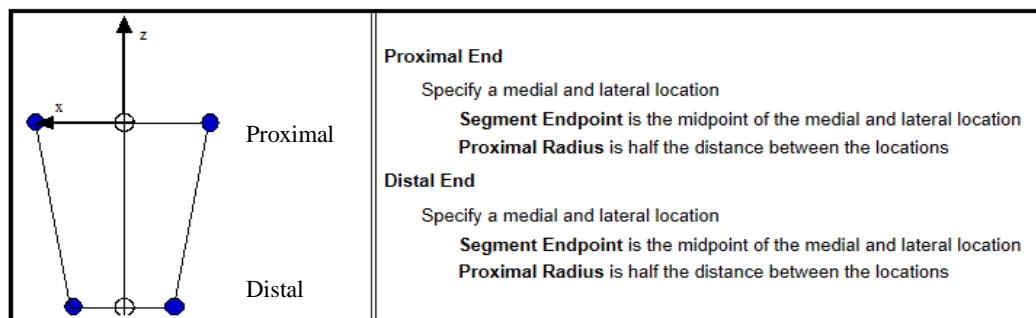 z
x
Proximal
Distal
Proximal End
Specify a medial and lateral location
Segment Endpoint is the midpoint of the medial and lateral location
Proximal Radius is half the distance between the locations
Distal End
Specify a medial and lateral location
Segment Endpoint is the midpoint of the medial and lateral location
Proximal Radius is half the distance between the locations